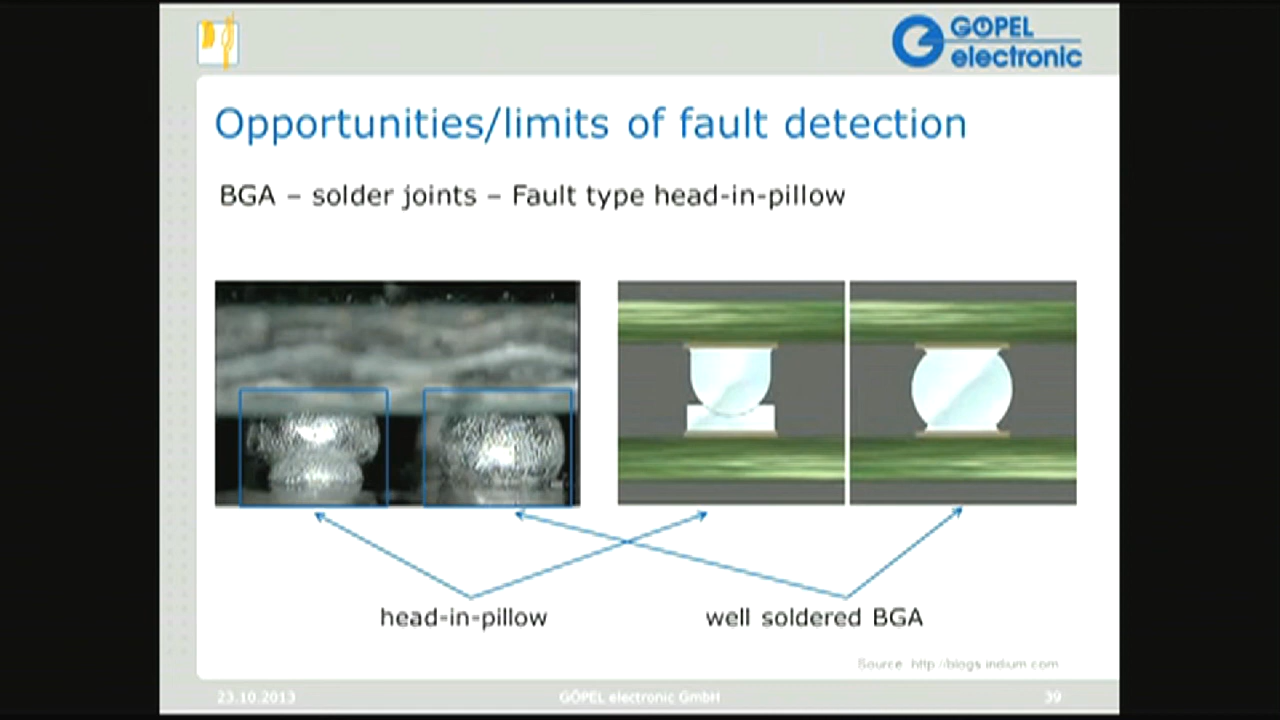 GÖPEL
electronic
Opportunities/limits of fault detection
BGA – solder joints – Fault type head-in-pillow
head-in-pillow
well soldered BGA
Source: http://blogs.indium.com
23.10.2013
GÖPEL electronic GmbH
39